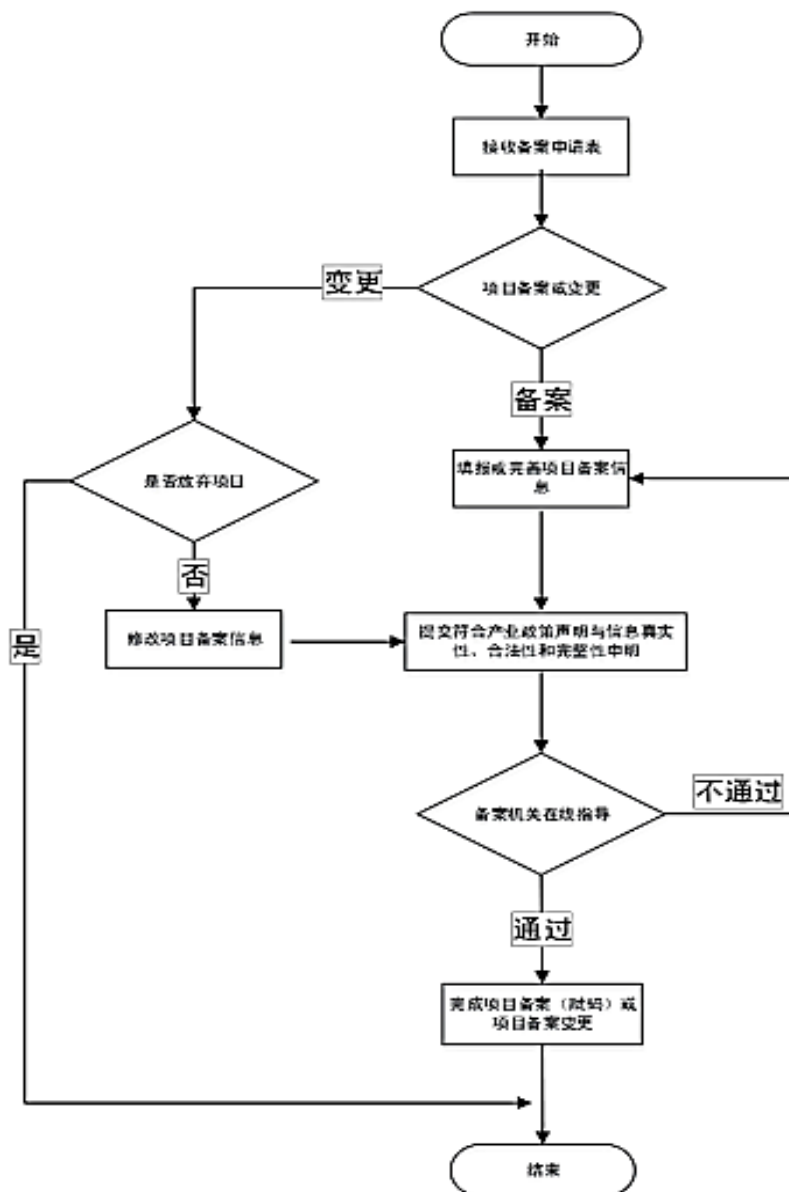 开始
接收备案申请表
项目备案或变更
变更
备案
是否放弃项目
填报或完善项目备案信
息
否
是
修改项目备案信息
提交符合产业政策声明与信息真实
性、合法性和完整性申明
备案机关在线指导
不通过
通过
完成项目备案（赋码）或
项目备案变更
结束